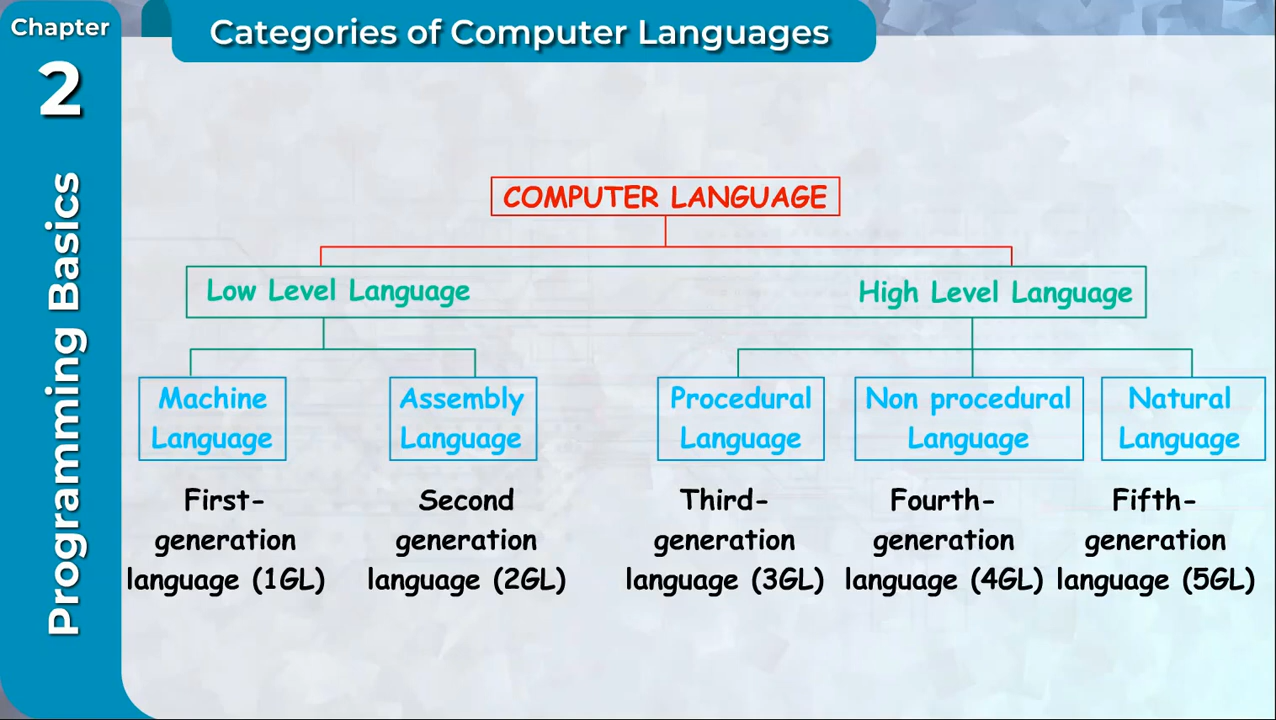 Chapter
2
Programming Basics
Categories of Computer Languages
COMPUTER LANGUAGE
Low Level Language
High Level Language
Machine
Language
Assembly
Language
Procedural
Language
Non procedural
Language
Natural
Language
First-
generation
language (1GL)
Second
generation
language (2GL)
Third-
generation
language (3GL)
Fourth-
generation
language (4GL)
Fifth-
generation
language (5GL)